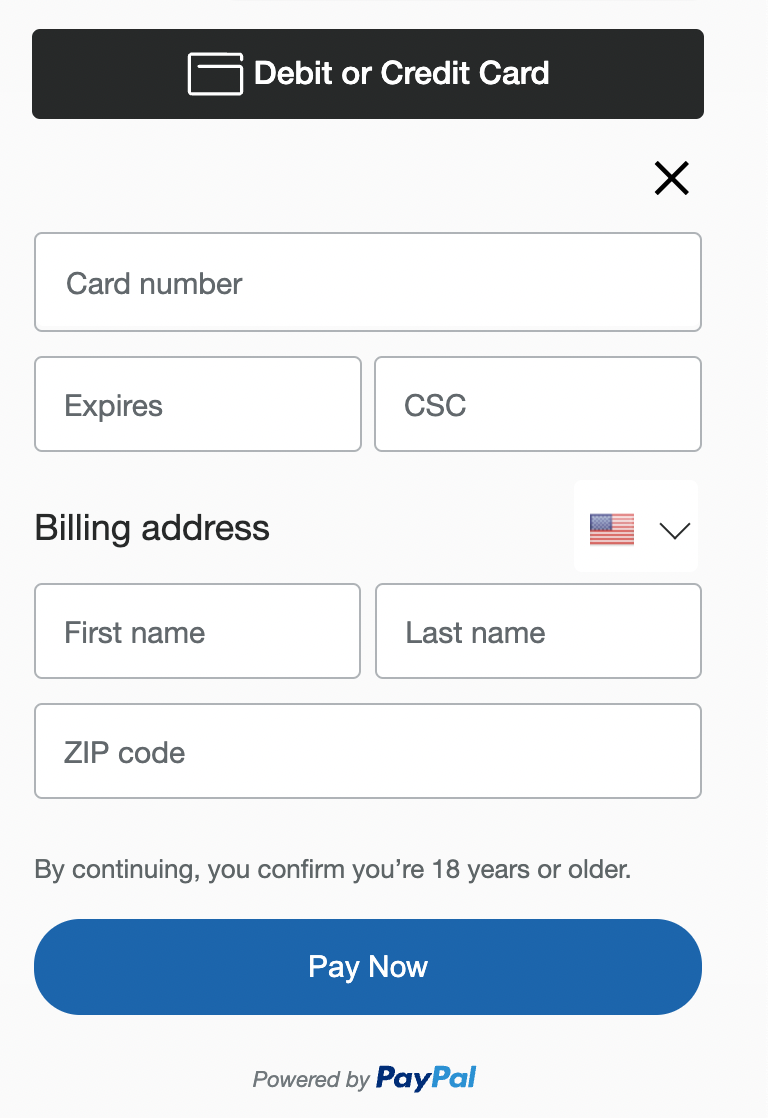 Debit or Credit Card
Card number
Expires
CSC
Billing address
First name
Last name
ZIP code
By continuing, you confirm you’re 18 years or older.
Pay Now
Powered by PayPal